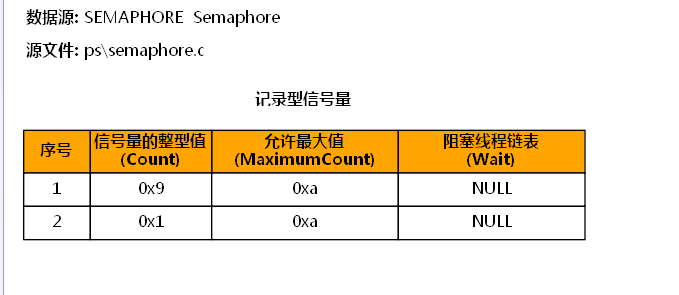 数据源: SEMAPHORE  Semaphore
源文件: ps\semaphore.c
记录型信号量
序号 信号量的整型值 (Count) 允许最大值 (MaximumCount) 阻塞线程链表 (Wait)
1 0x9 0xa NULL
2 0x1 0xa NULL